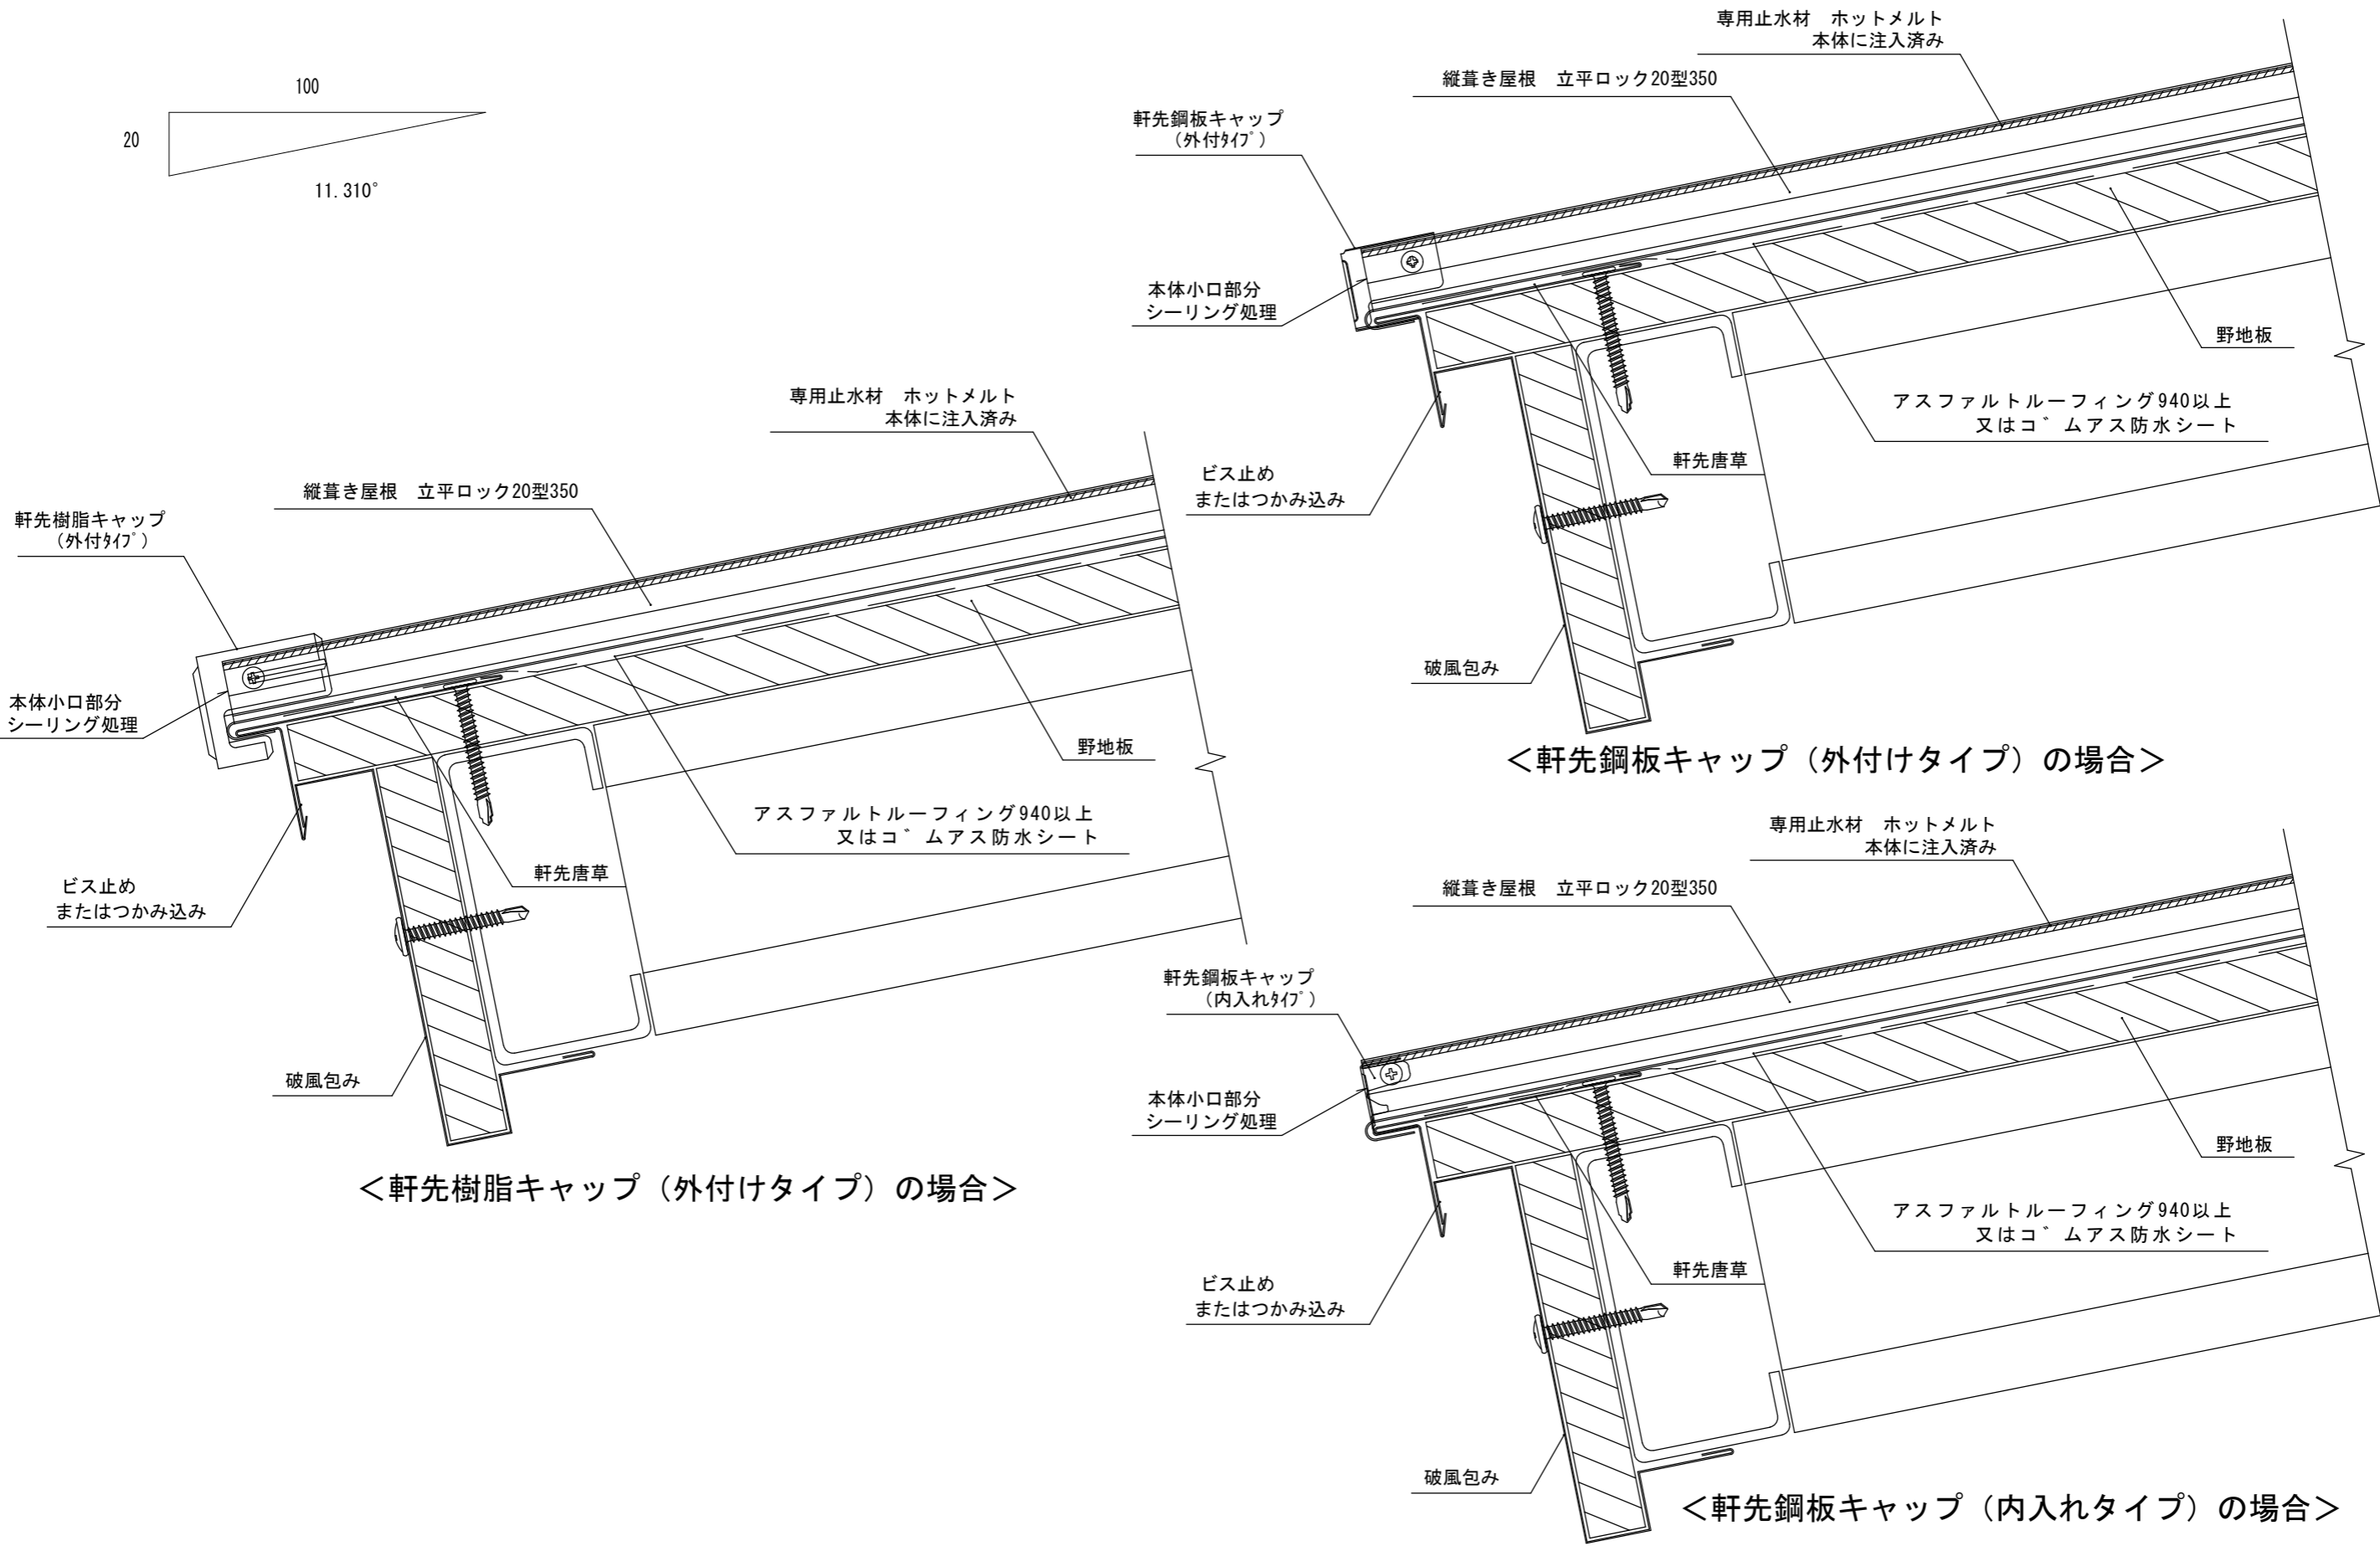 100
20
11.310°
専用止水材　ホットメルト
本体に注入済み
縦葺き屋根　立平ロック20型350
軒先樹脂キャップ
（外付ﾀｲﾌﾟ）
本体小口部分
シーリング処理
野地板
アスファルトルーフィング940以上
又はコ゛ムアス防水シート
軒先唐草
ビス止め
またはつかみ込み
破風包み
＜軒先樹脂キャップ（外付けタイプ）の場合＞
専用止水材　ホットメルト
本体に注入済み
縦葺き屋根　立平ロック20型350
軒先鋼板キャップ
（外付ﾀｲﾌﾟ）
本体小口部分
シーリング処理
野地板
アスファルトルーフィング940以上
又はコ゛ムアス防水シート
軒先唐草
ビス止め
またはつかみ込み
破風包み
＜軒先鋼板キャップ（外付けタイプ）の場合＞
専用止水材　ホットメルト
本体に注入済み
縦葺き屋根　立平ロック20型350
軒先鋼板キャップ
（内入れﾀｲﾌﾟ）
本体小口部分
シーリング処理
野地板
アスファルトルーフィング940以上
又はコ゛ムアス防水シート
軒先唐草
ビス止め
またはつかみ込み
破風包み
＜軒先鋼板キャップ（内入れタイプ）の場合＞